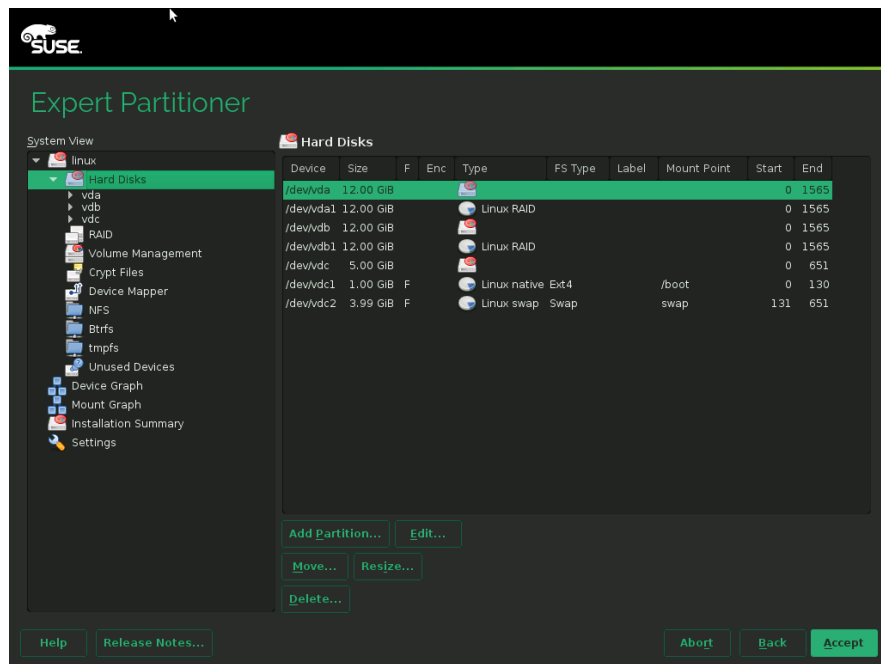 SUSE.
Expert Partitioner
System View
linux
Hard Disks
vda
vdb
vdc
RAID
Volume Management
Crypt Files
Device Mapper
NFS
Btrfs
tmpfs
Unused Devices
Device Graph
Mount Graph
Installation Summary
Settings
Hard Disks
Device Size F Enc Type FS Type Label Mount Point Start End
/dev/vda 12.00 GiB 0 1565
/dev/vda1 12.00 GiB Linux RAID 0 1565
/dev/vdb 12.00 GiB 0 1565
/dev/vdb1 12.00 GiB Linux RAID 0 1565
/dev/vdc 5.00 GiB 0 651
/dev/vdc1 1.00 GiB F Linux native Ext4 /boot 0 130
/dev/vdc2 3.99 GiB F Linux swap Swap swap 131 651
Add Partition... Edit...
Move... Resize...
Delete...
Help Release Notes... Abort Back Accept